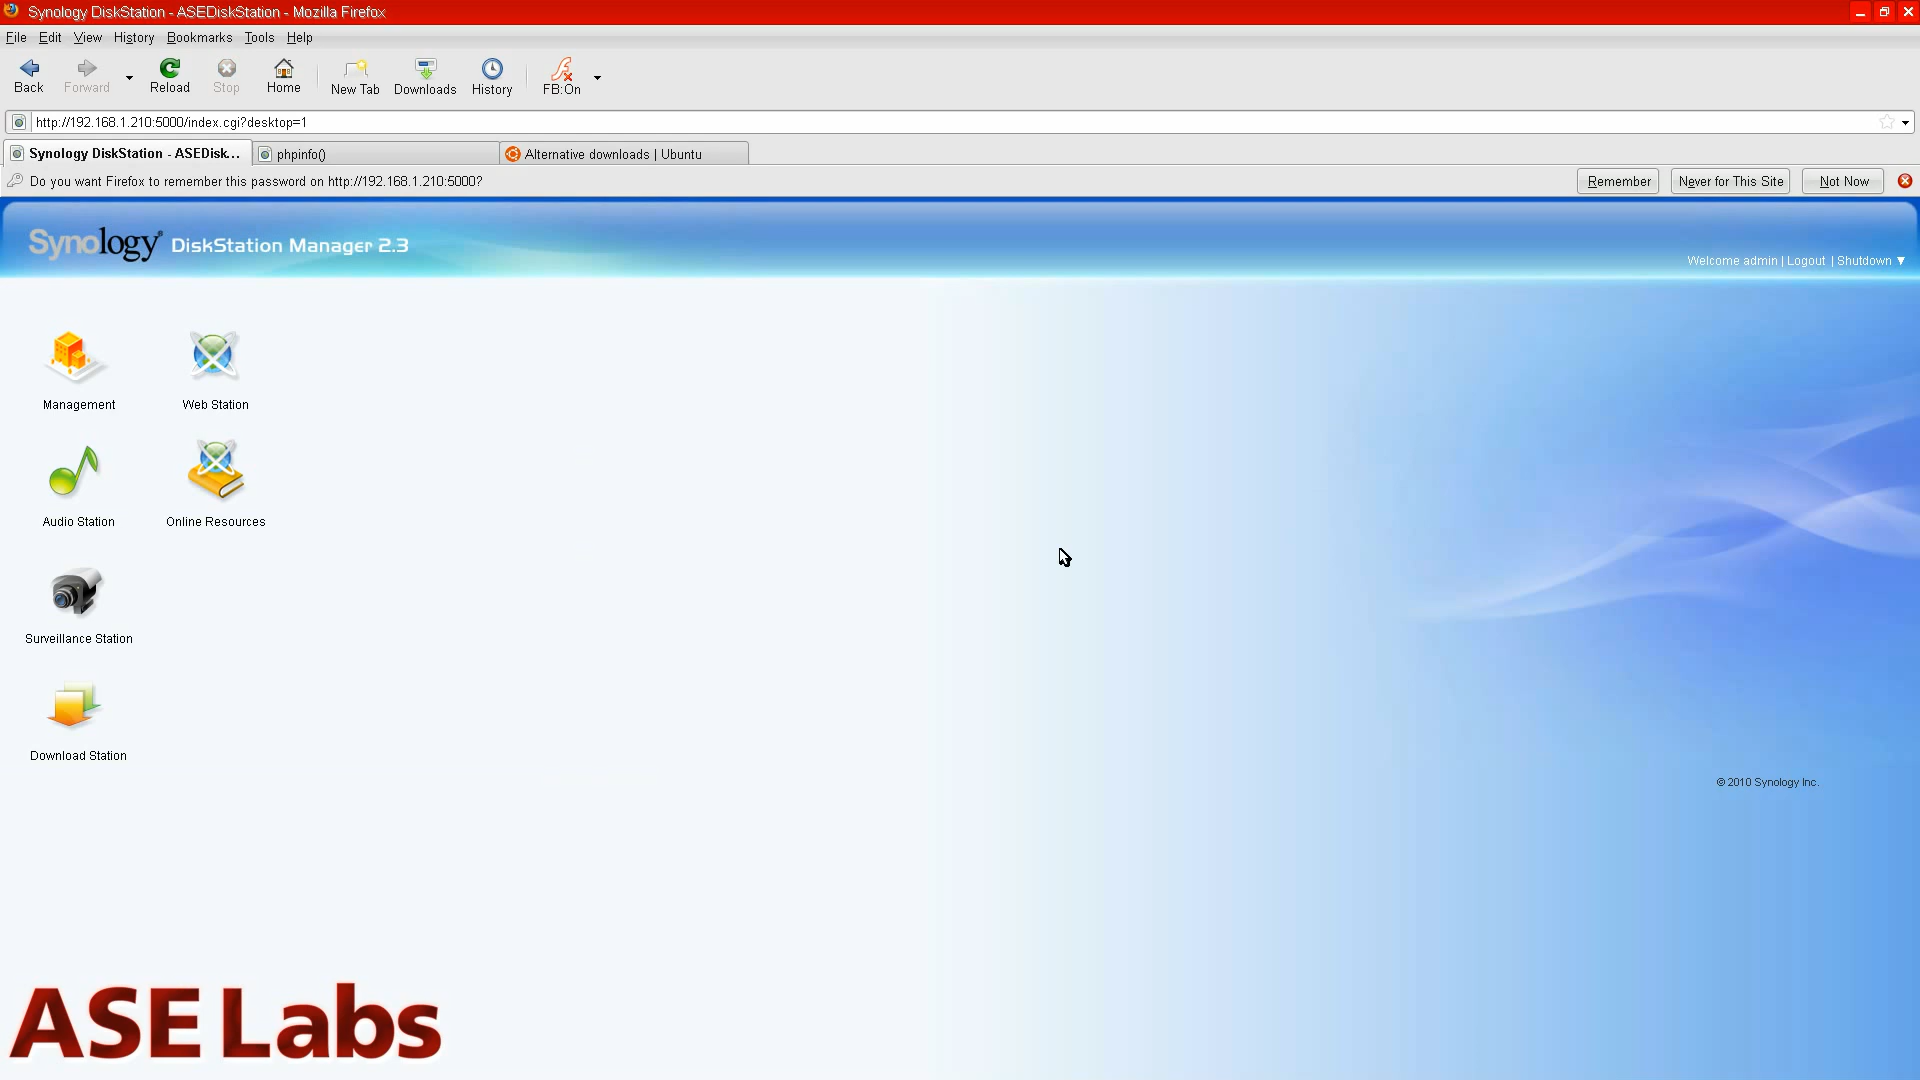 Synology DiskStation - ASEDiskStation - Mozilla Firefox
File Edit View History Bookmarks Tools Help
Back Forward Reload Stop Home New Tab Downloads History FB:On
http://192.168.1.210:5000/index.cgi?desktop=1
Synology DiskStation - ASEDisk... phpinfo() Alternative downloads | Ubuntu
Do you want Firefox to remember this password on http://192.168.1.210:5000? Remember Never for This Site Not Now
Synology® DiskStation Manager 2.3
Welcome admin | Logout | Shutdown ▼
Management Web Station
Audio Station Online Resources
Surveillance Station
Download Station
© 2010 Synology Inc.
ASE Labs